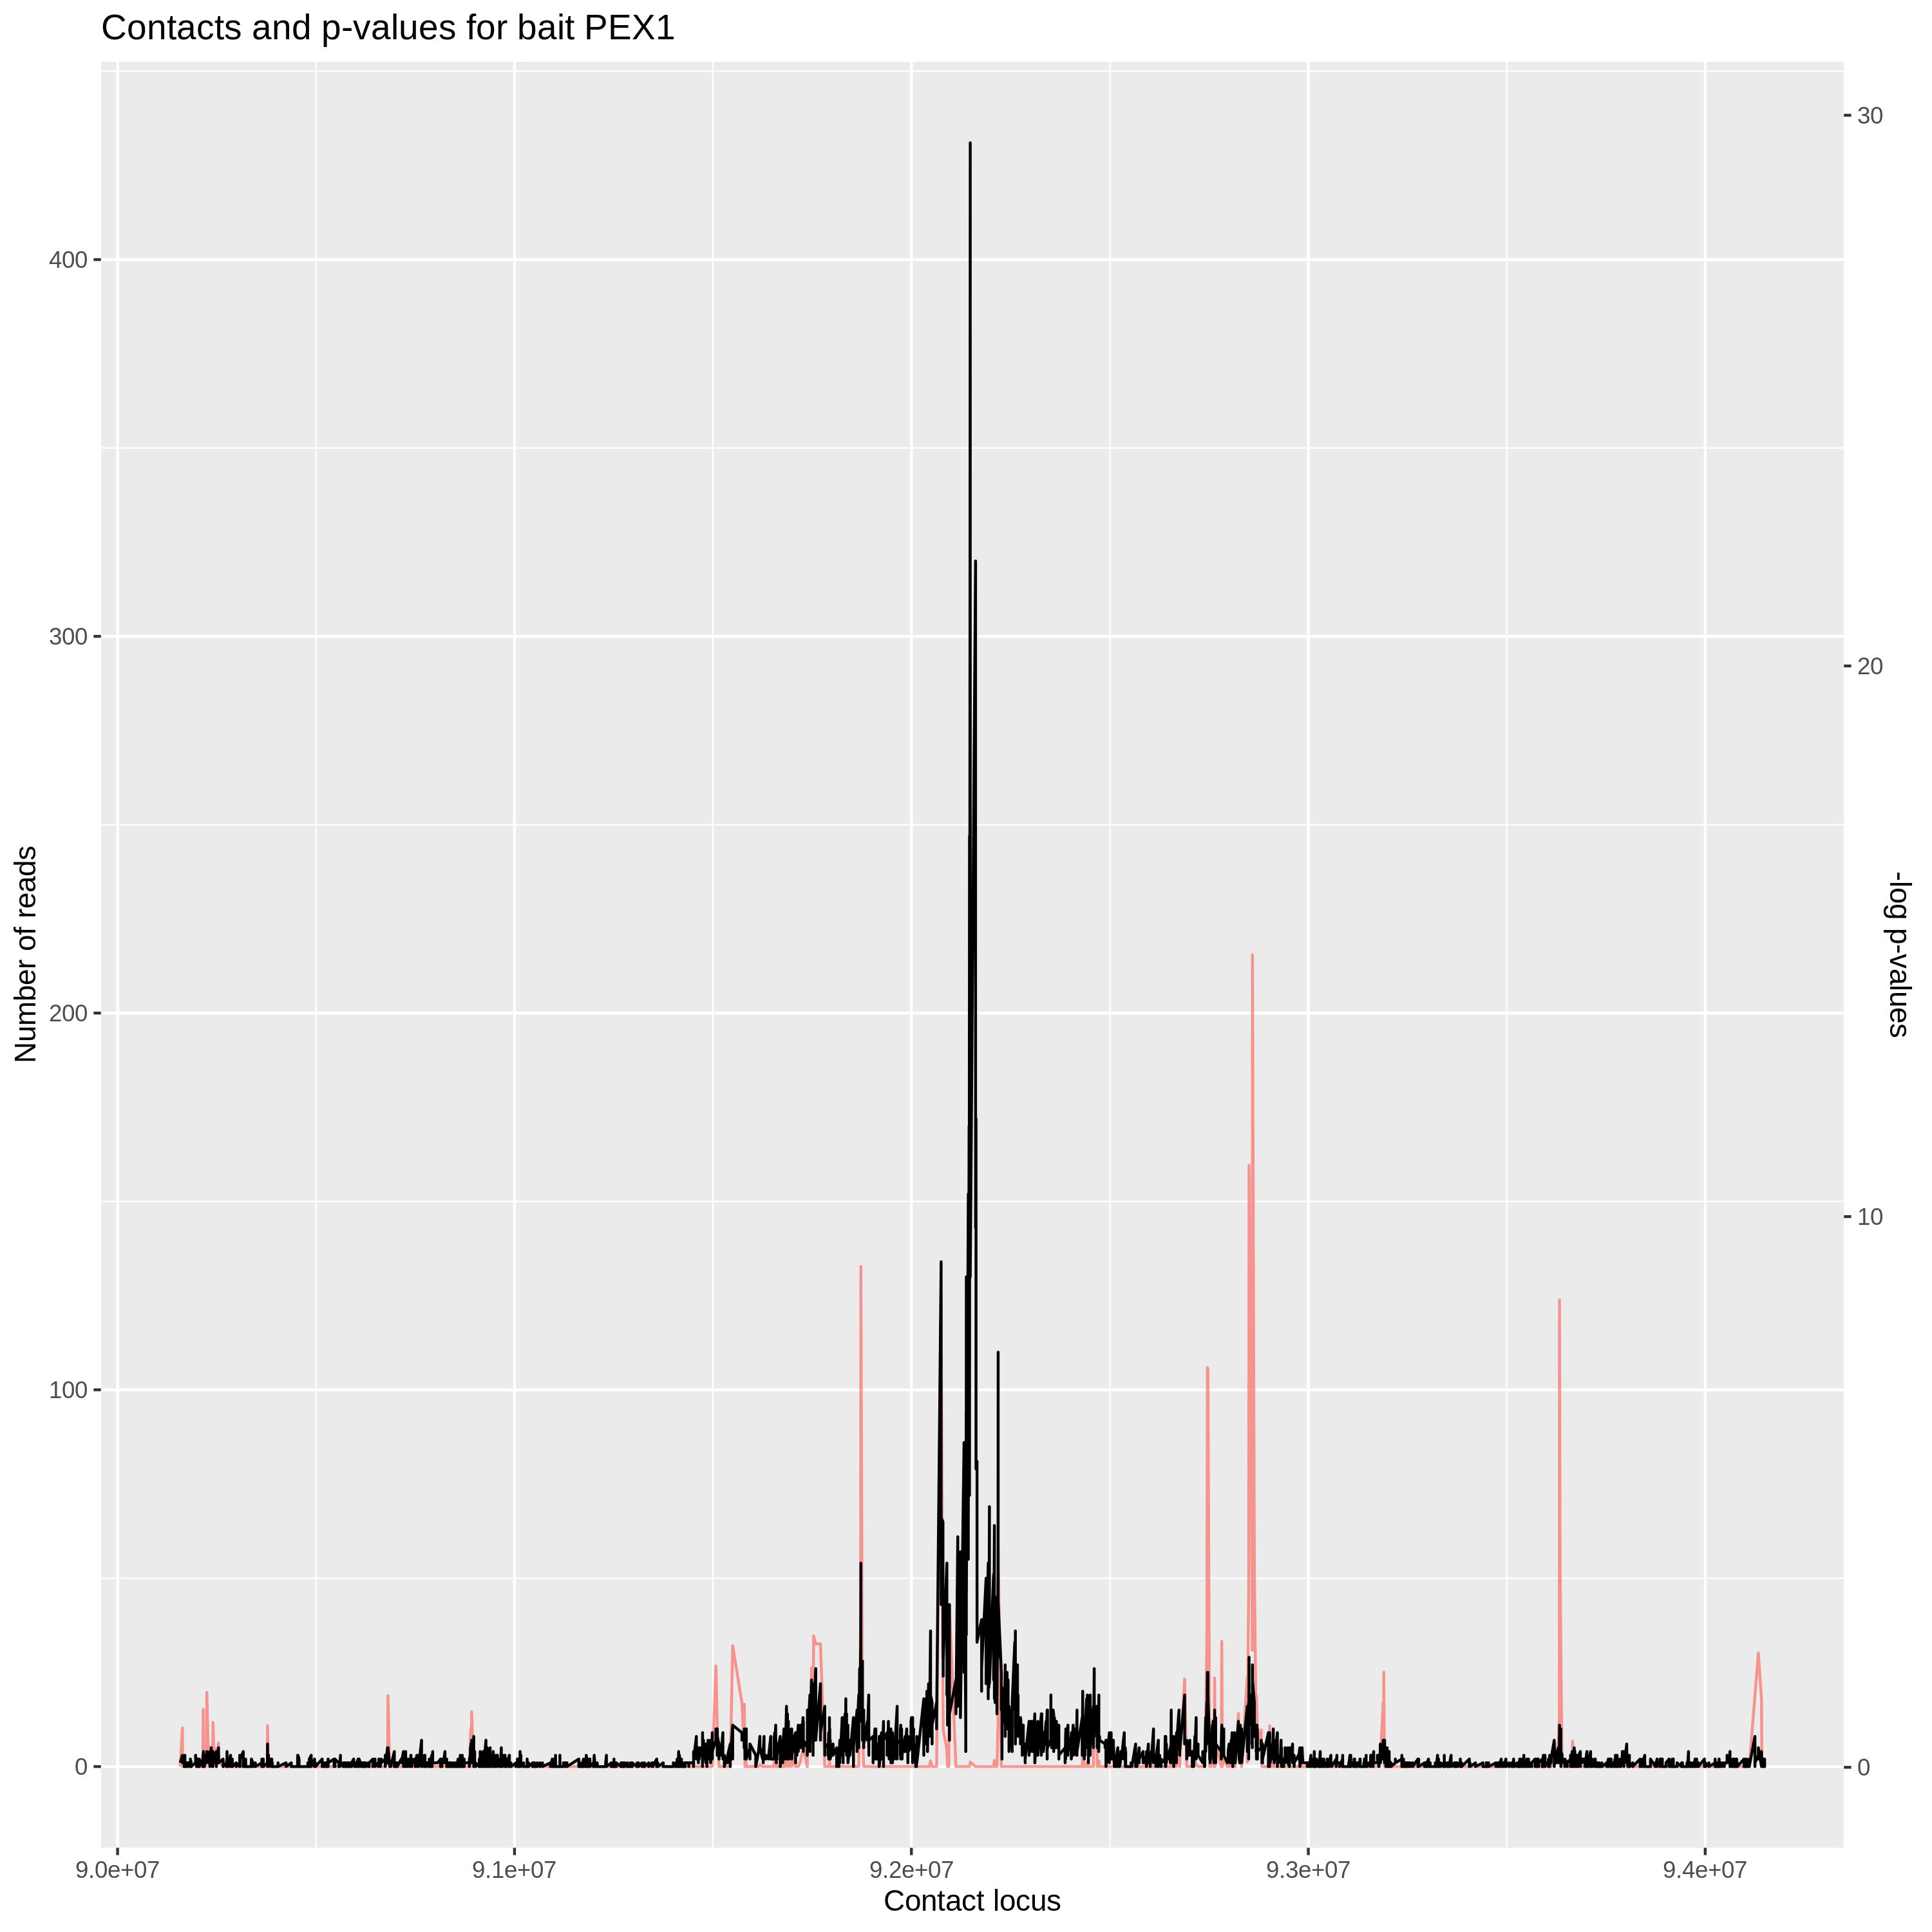 Contacts and p-values for bait PEX1
30
400
300
20
Number of reads
-log p-values
200
10
100
0
0
9.0e+07
9.1e+07
9.2e+07
9.3e+07
9.4e+07
Contact locus